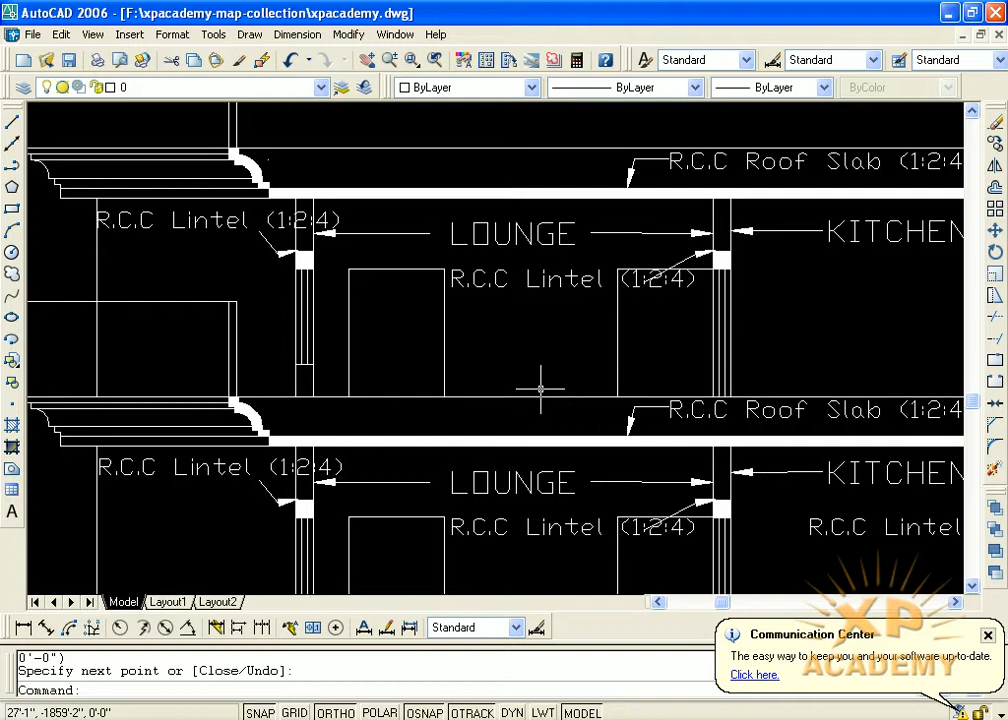 AutoCAD 2006 - [F:\xpacademy-map-collection\xpacademy.dwg]
File Edit View Insert Format Tools Draw Dimension Modify Window Help
Standard Standard Standard
0 ByLayer ByLayer ByLayer ByColor
R.C.C Roof Slab (1:2:4
R.C.C Lintel (1:2:4)
LOUNGE KITCHEN
R.C.C Lintel (1:2:4)
R.C.C Roof Slab (1:2:4
R.C.C Lintel (1:2:4)
LOUNGE KITCHEN
R.C.C Lintel (1:2:4) R.C.C Lintel
Model Layout1 Layout2
Standard
XP
ACADEMY
Communication Center
The easy way to keep you and your software up-to-date.
Click here.
0'-0")
Specify next point or [Close/Undo]:
Command:
27'-1", -1859'-2", 0'-0" SNAP GRID ORTHO POLAR OSNAP OTRACK DYN LWT MODEL